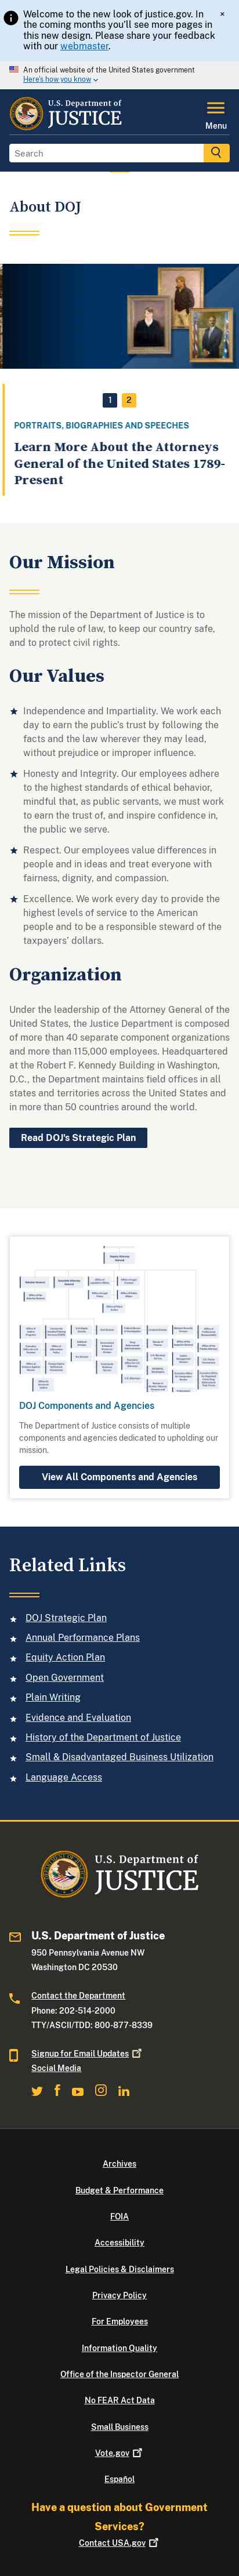 Welcome to the new look of justice.gov. In
the coming months you'll see more pages in
this new design. Please share your feedback
with our webmaster.
×
An official website of the United States government
Here's how you know
U.S. Department of
JUSTICE
Menu
Search
About DOJ
1 2
PORTRAITS, BIOGRAPHIES AND SPEECHES
Learn More About the Attorneys
General of the United States 1789-
Present
Our Mission
The mission of the Department of Justice is to
uphold the rule of law, to keep our country safe,
and to protect civil rights.
Our Values
Independence and Impartiality. We work each
day to earn the public's trust by following the
facts and the law wherever they may lead,
without prejudice or improper influence.
Honesty and Integrity. Our employees adhere
to the highest standards of ethical behavior,
mindful that, as public servants, we must work
to earn the trust of, and inspire confidence in,
the public we serve.
Respect. Our employees value differences in
people and in ideas and treat everyone with
fairness, dignity, and compassion.
Excellence. We work every day to provide the
highest levels of service to the American
people and to be a responsible steward of the
taxpayers' dollars.
Organization
Under the leadership of the Attorney General of the
United States, the Justice Department is composed
of more than 40 separate component organizations
and more than 115,000 employees. Headquartered
at the Robert F. Kennedy Building in Washington,
D.C., the Department maintains field offices in all
states and territories across the United States and
in more than 50 countries around the world.
Read DOJ's Strategic Plan
DOJ Components and Agencies
The Department of Justice consists of multiple
components and agencies dedicated to upholding our
mission.
View All Components and Agencies
Related Links
DOJ Strategic Plan
Annual Performance Plans
Equity Action Plan
Open Government
Plain Writing
Evidence and Evaluation
History of the Department of Justice
Small & Disadvantaged Business Utilization
Language Access
U.S. Department of
JUSTICE
U.S. Department of Justice
950 Pennsylvania Avenue NW
Washington DC 20530
Contact the Department
Phone: 202-514-2000
TTY/ASCII/TDD: 800-877-8339
Signup for Email Updates
Social Media
Archives
Budget & Performance
FOIA
Accessibility
Legal Policies & Disclaimers
Privacy Policy
For Employees
Information Quality
Office of the Inspector General
No FEAR Act Data
Small Business
Vote.gov
Español
Have a question about Government
Services?
Contact USA.gov